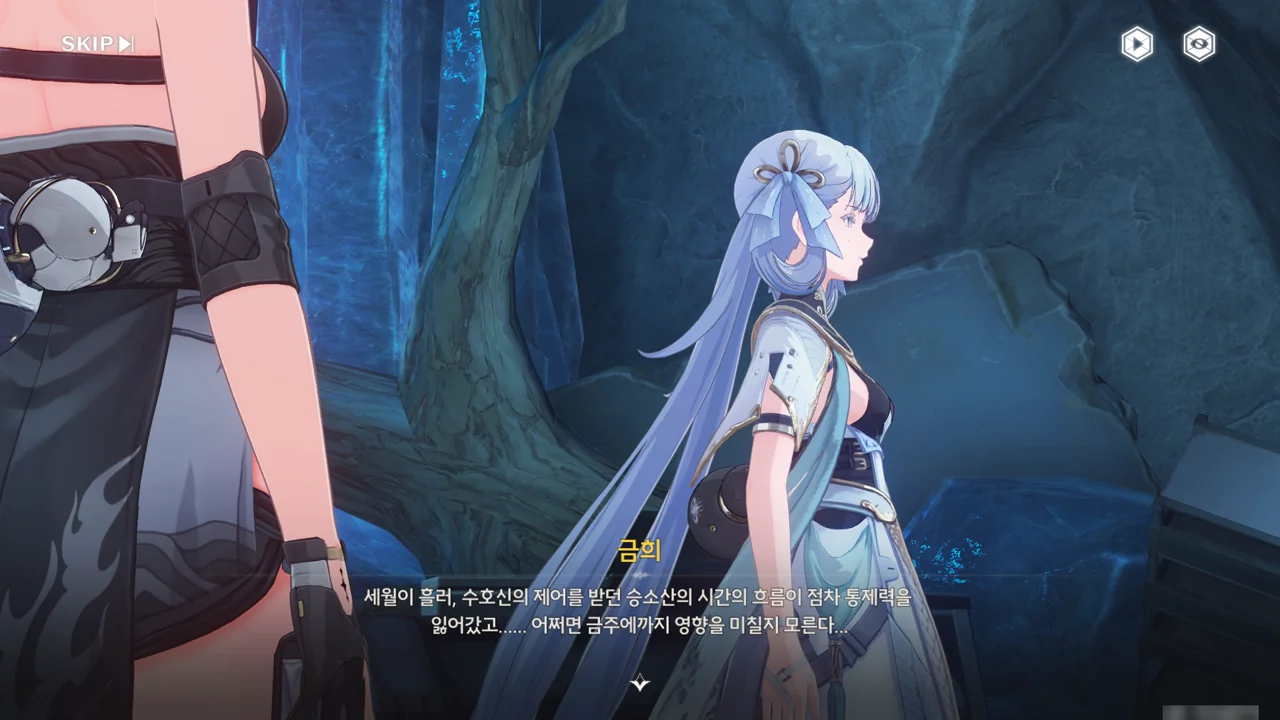 SKIP
금희
세월이 흘러, 수호신의 제어를 받던 승소산의 시간의 흐름이 점차 통제력을
잃어갔고...... 어쩌면 금주에까지 영향을 미칠지 모른다...